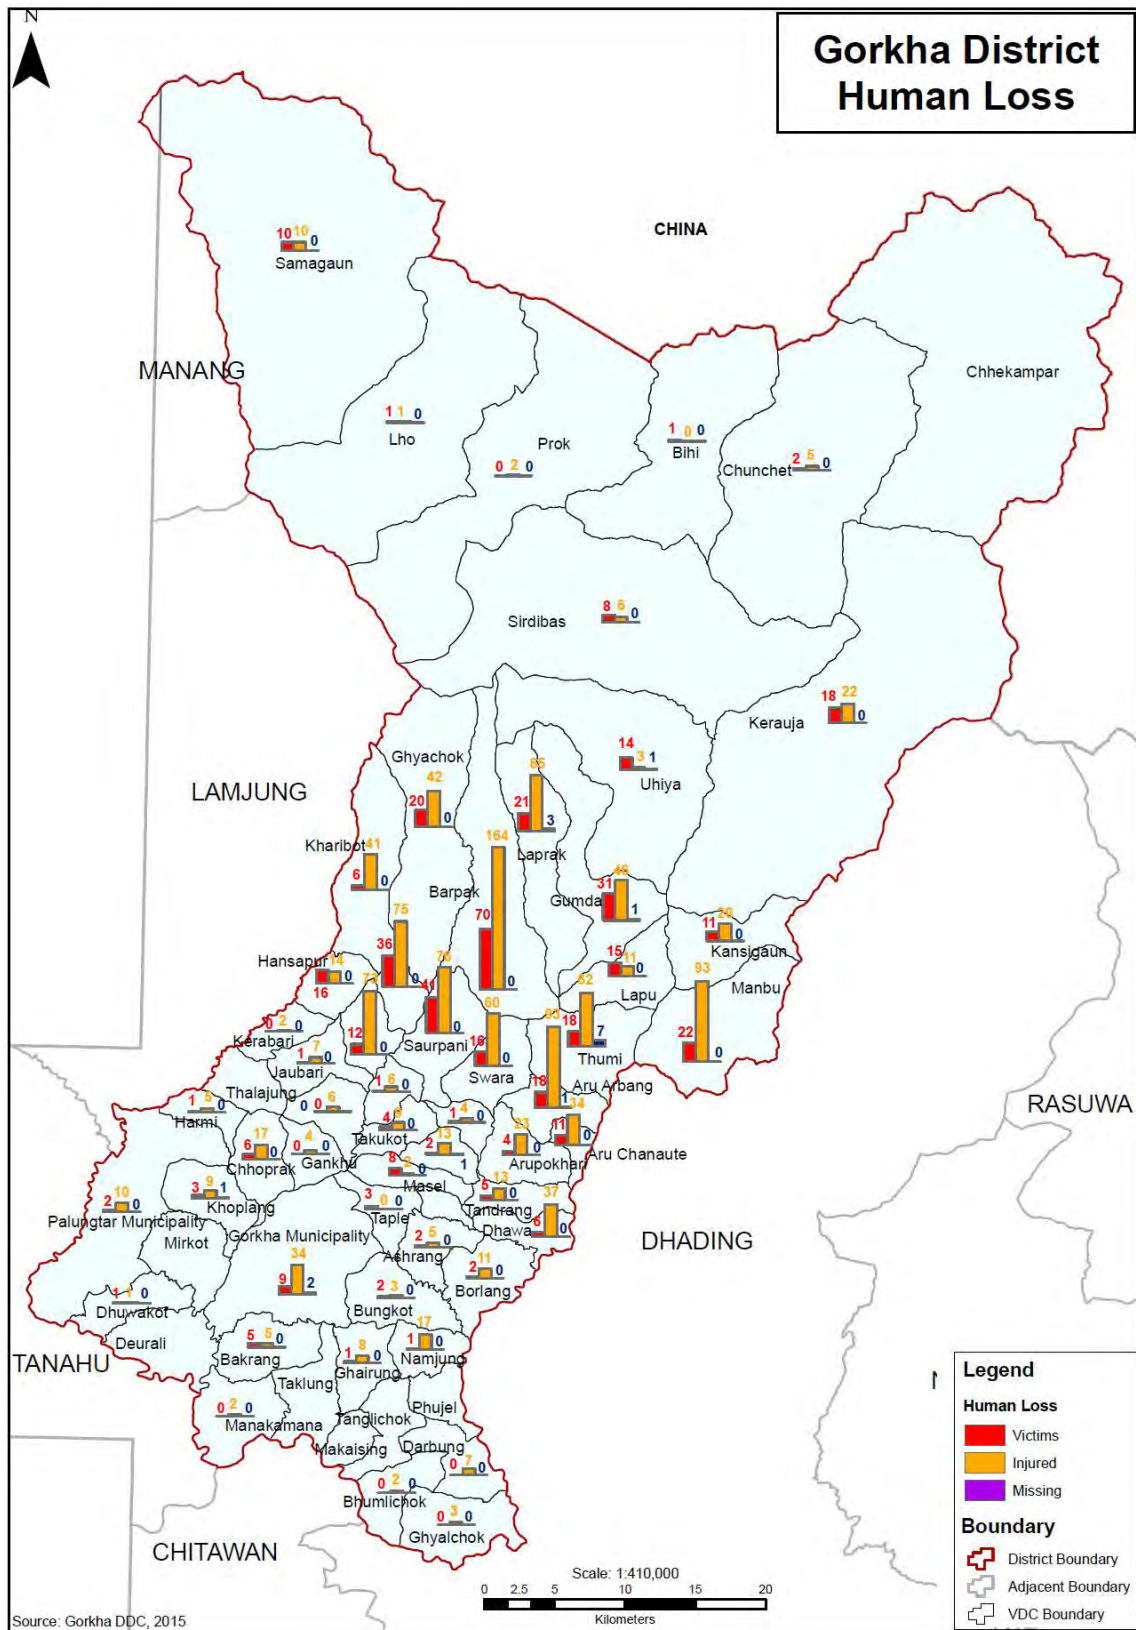 N
Gorkha District
Human Loss
CHINA
10 10 0
Samagaun
MANANG
Chhekampar
1 1 0
Lho
Prok
0 2 0
1 0 0
Bihi
Chunchet
2 5 0
8 6 0
Sirdibas
18 22 0
Kerauja
Ghyachok
42
20 0
14 3 1
Uhiya
21 3
Laprak
LAMJUNG
Kharibot
41
6 0
164
Barpak
70
0
Gumda
31 1
75
36 0
11 0
Kansigaun
Hansapur
14
0
16
15 11 0
Lapu
93
Manbu
22 0
0
Saurpani
60
16 0
Swara
18 7
Thumi
0 2 0
Kerabari
12 0
1 7 0
Jaubari
18 1
Aru Arbang
34
11 0
Aru Chanaute
Thalajung
0 0 6
1 6 0
1 5 0
Harmi
4 9 0
Takukot
1 4 0
23
4 0
Arupokhari
17
6 0
Chhoprak
0 4 0
Gankhu
13
2
1
8 2 0
Masel
RASUWA
3 9 1
Khoplang
2 10 0
Palungtar Municipality
3 0 0
Taple
13
5 0
Tandrang
37
Dhawa
6 0
Mirkot
Gorkha Municipality
34
9 2
2 5 0
Ashrang
2 11 0
Borlang
DHADING
2 3 0
Bungkot
1 1 0
Dhuwakot
Deurali
TANAHU
5 5 0
Bakrang
1 8 0
Ghairung
17
1 0
Namjung
Taklung
0 2 0
Manakamana
Tanglichok
Phujel
Makaising
Darbung
0 7 0
0 2 0
Bhumlichok
0 3 0
Ghyalchok
CHITAWAN
Legend
Human Loss
Victims
Injured
Missing
Boundary
District Boundary
Adjacent Boundary
VDC Boundary
Scale: 1:410,000
0 2.5 5 10 15 20
Kilometers
Source: Gorkha DDC, 2015